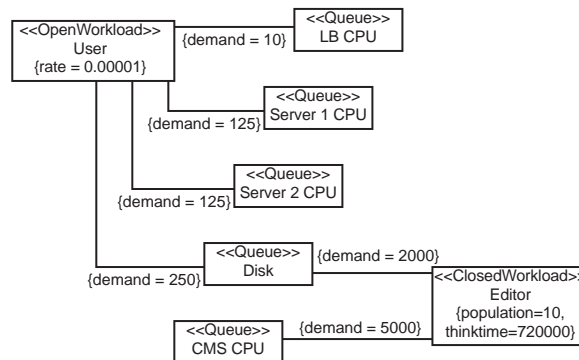 <<OpenWorkload>>
User
{rate = 0.00001}
{demand = 10}
<<Queue>>
LB CPU
<<Queue>>
Server 1 CPU
{demand = 125}
<<Queue>>
Server 2 CPU
{demand = 125}
<<Queue>>
Disk
{demand = 250}
{demand = 2000}
<<ClosedWorkload>>
Editor
{population=10,
thinktime=720000}
{demand = 5000}
<<Queue>>
CMS CPU